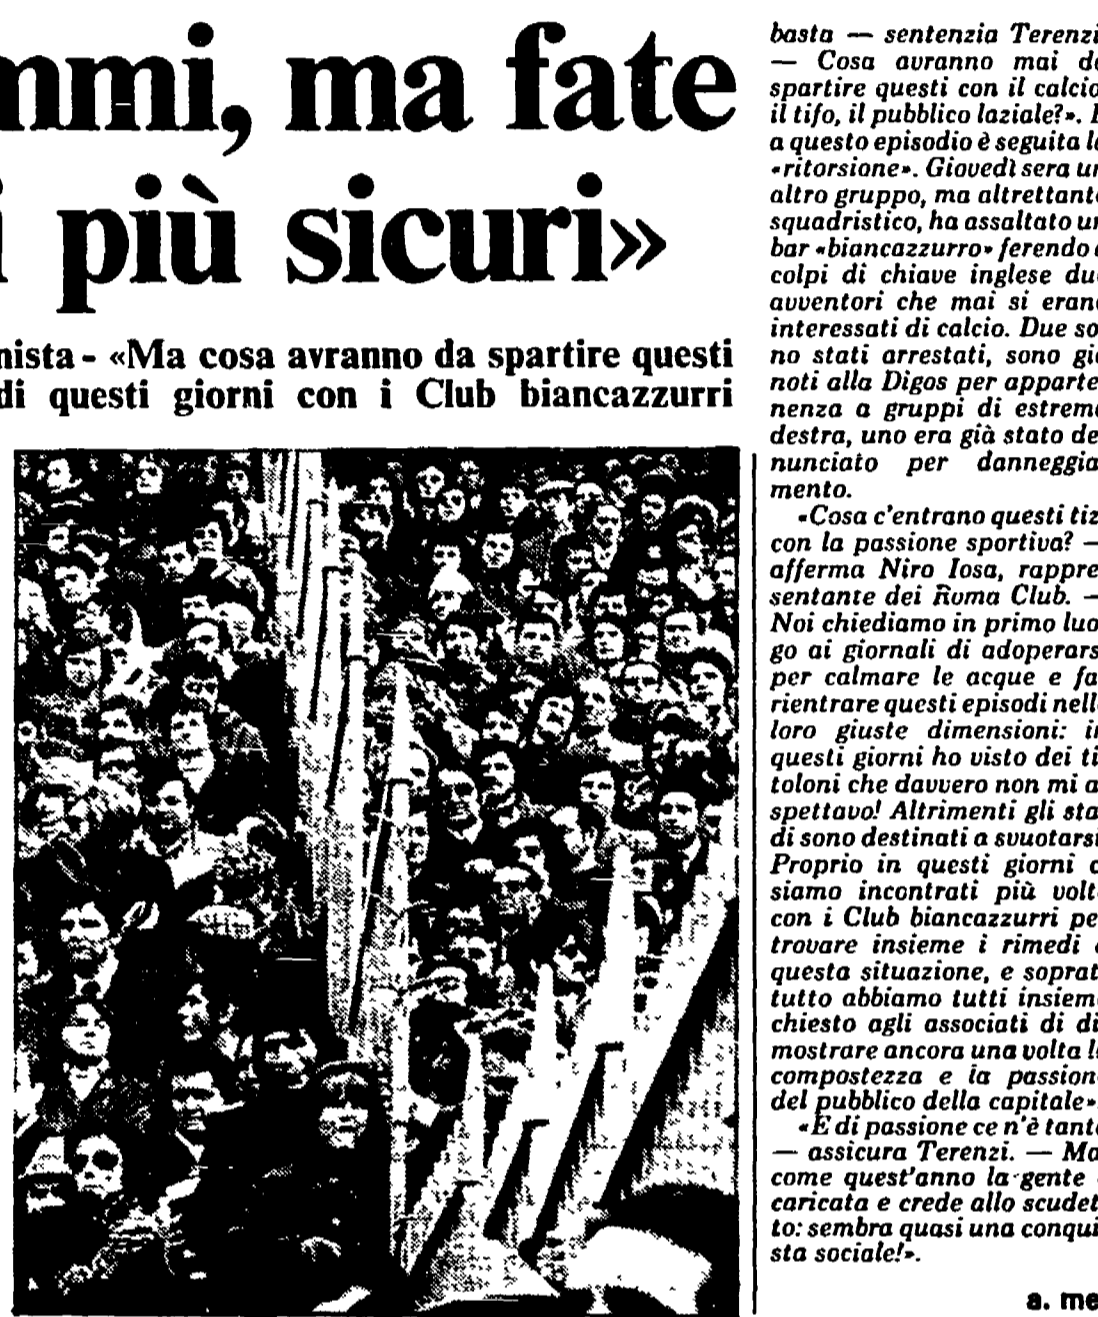 mmi, ma fate
i più sicuri»
nista - «Ma cosa avranno da spartire questi
di questi giorni con i Club biancazzurri
basta — sentenzia Terenzi
— Cosa avranno mai da
spartire questi con il calcio
il tifo, il pubblico laziale?». E
a questo episodio è seguita la
«ritorsione». Giovedì sera un
altro gruppo, ma altrettanto
squadristico, ha assaltato un
bar «biancazzurro» ferendo a
colpi di chiave inglese due
avventori che mai si erano
interessati di calcio. Due so
no stati arrestati, sono già
noti alla Digos per apparte
nenza a gruppi di estrema
destra, uno era già stato de
nunciato per danneggia
mento.
«Cosa c'entrano questi tiz
con la passione sportiva? —
afferma Niro Iosa, rappre
sentante dei Roma Club. —
Noi chiediamo in primo luo
go ai giornali di adoperars
per calmare le acque e fa
rientrare questi episodi nell
loro giuste dimensioni: in
questi giorni ho visto dei ti
toloni che davvero non mi a
spettavo! Altrimenti gli sta
di sono destinati a svuotarsi
Proprio in questi giorni c
siamo incontrati più volt
con i Club biancazzurri pe
trovare insieme i rimedi a
questa situazione, e soprat
tutto abbiamo tutti insieme
chiesto agli associati di di
mostrare ancora una volta l
compostezza e la passion
del pubblico della capitale».
«E di passione ce n'è tanta
— assicura Terenzi. — Ma
come quest'anno la gente
caricata e crede allo scudet
to: sembra quasi una conqui
sta sociale!».
a. me